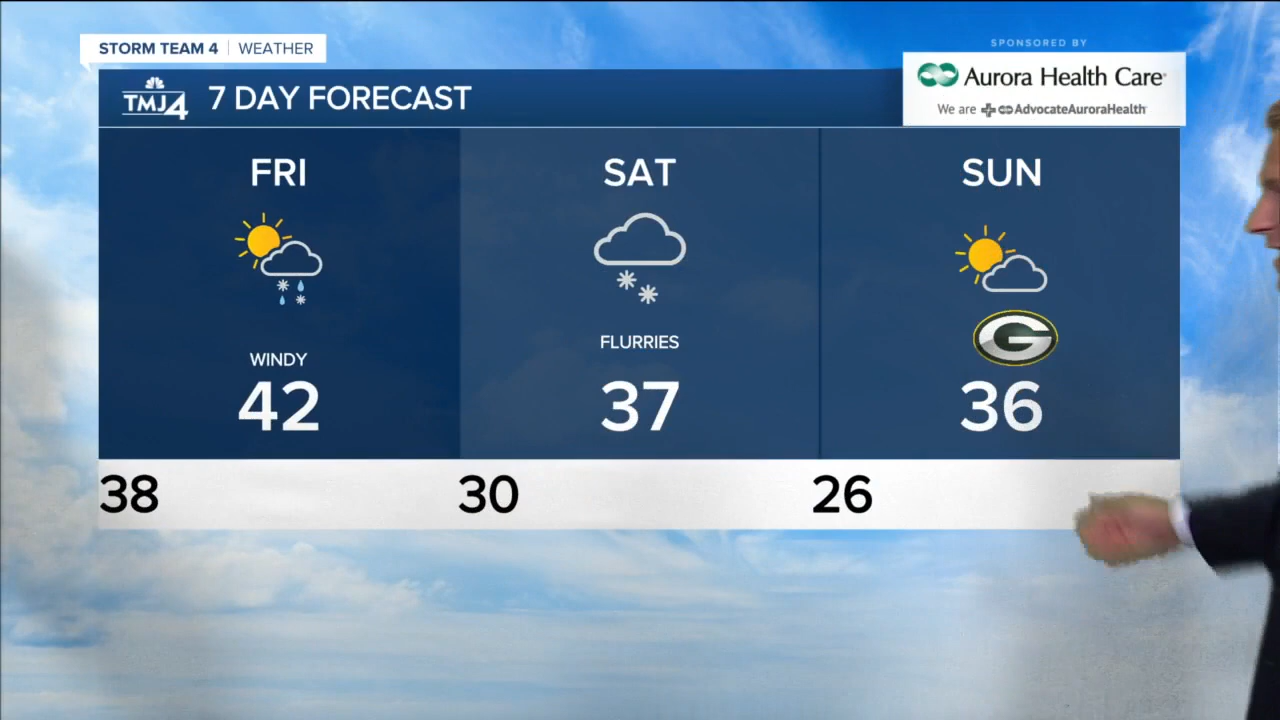 STORM TEAM 4 | WEATHER
SPONSORED BY
Aurora Health Care®
We are AdvocateAuroraHealth
TMJ4 7 DAY FORECAST
FRI SAT SUN
G
WINDY FLURRIES
42 37 36
38 30 26